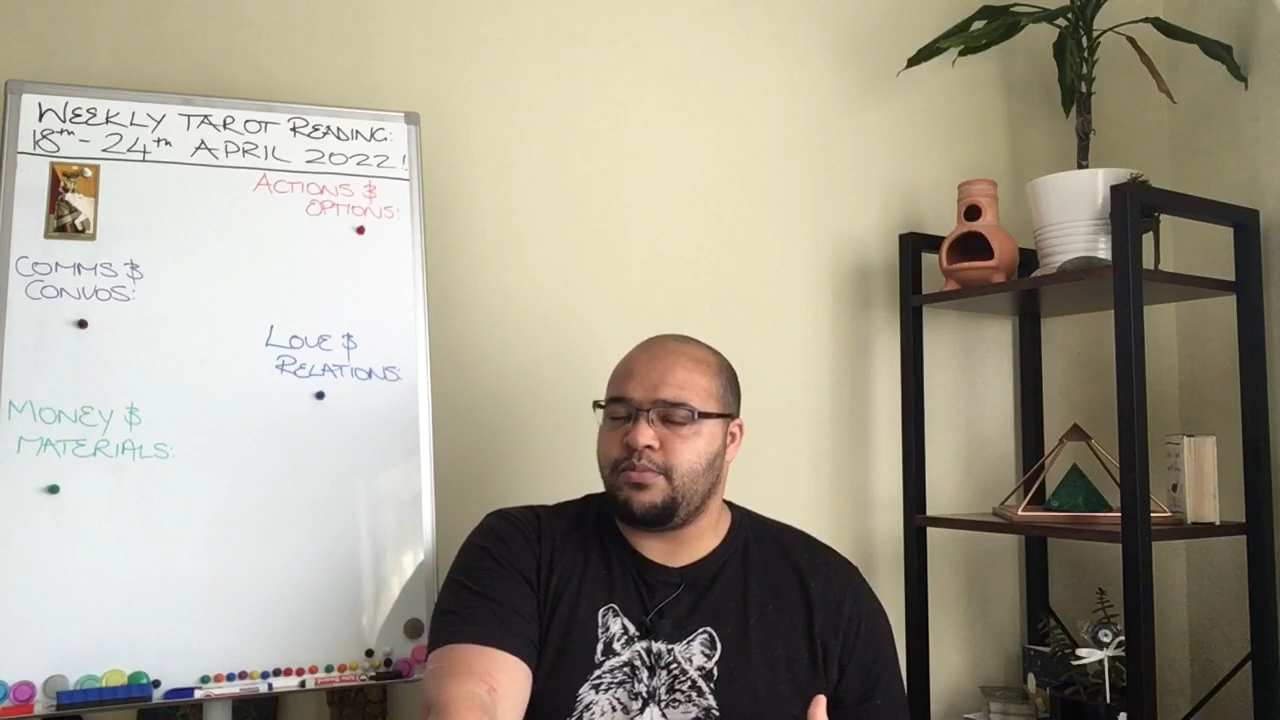 WEEKLY TAROT READING:
18th - 24th APRIL 2022!
ACTIONS &
OPTIONS:
COMMS &
CONVOS:
LOVE &
RELATIONS:
MONEY &
MATERIALS: